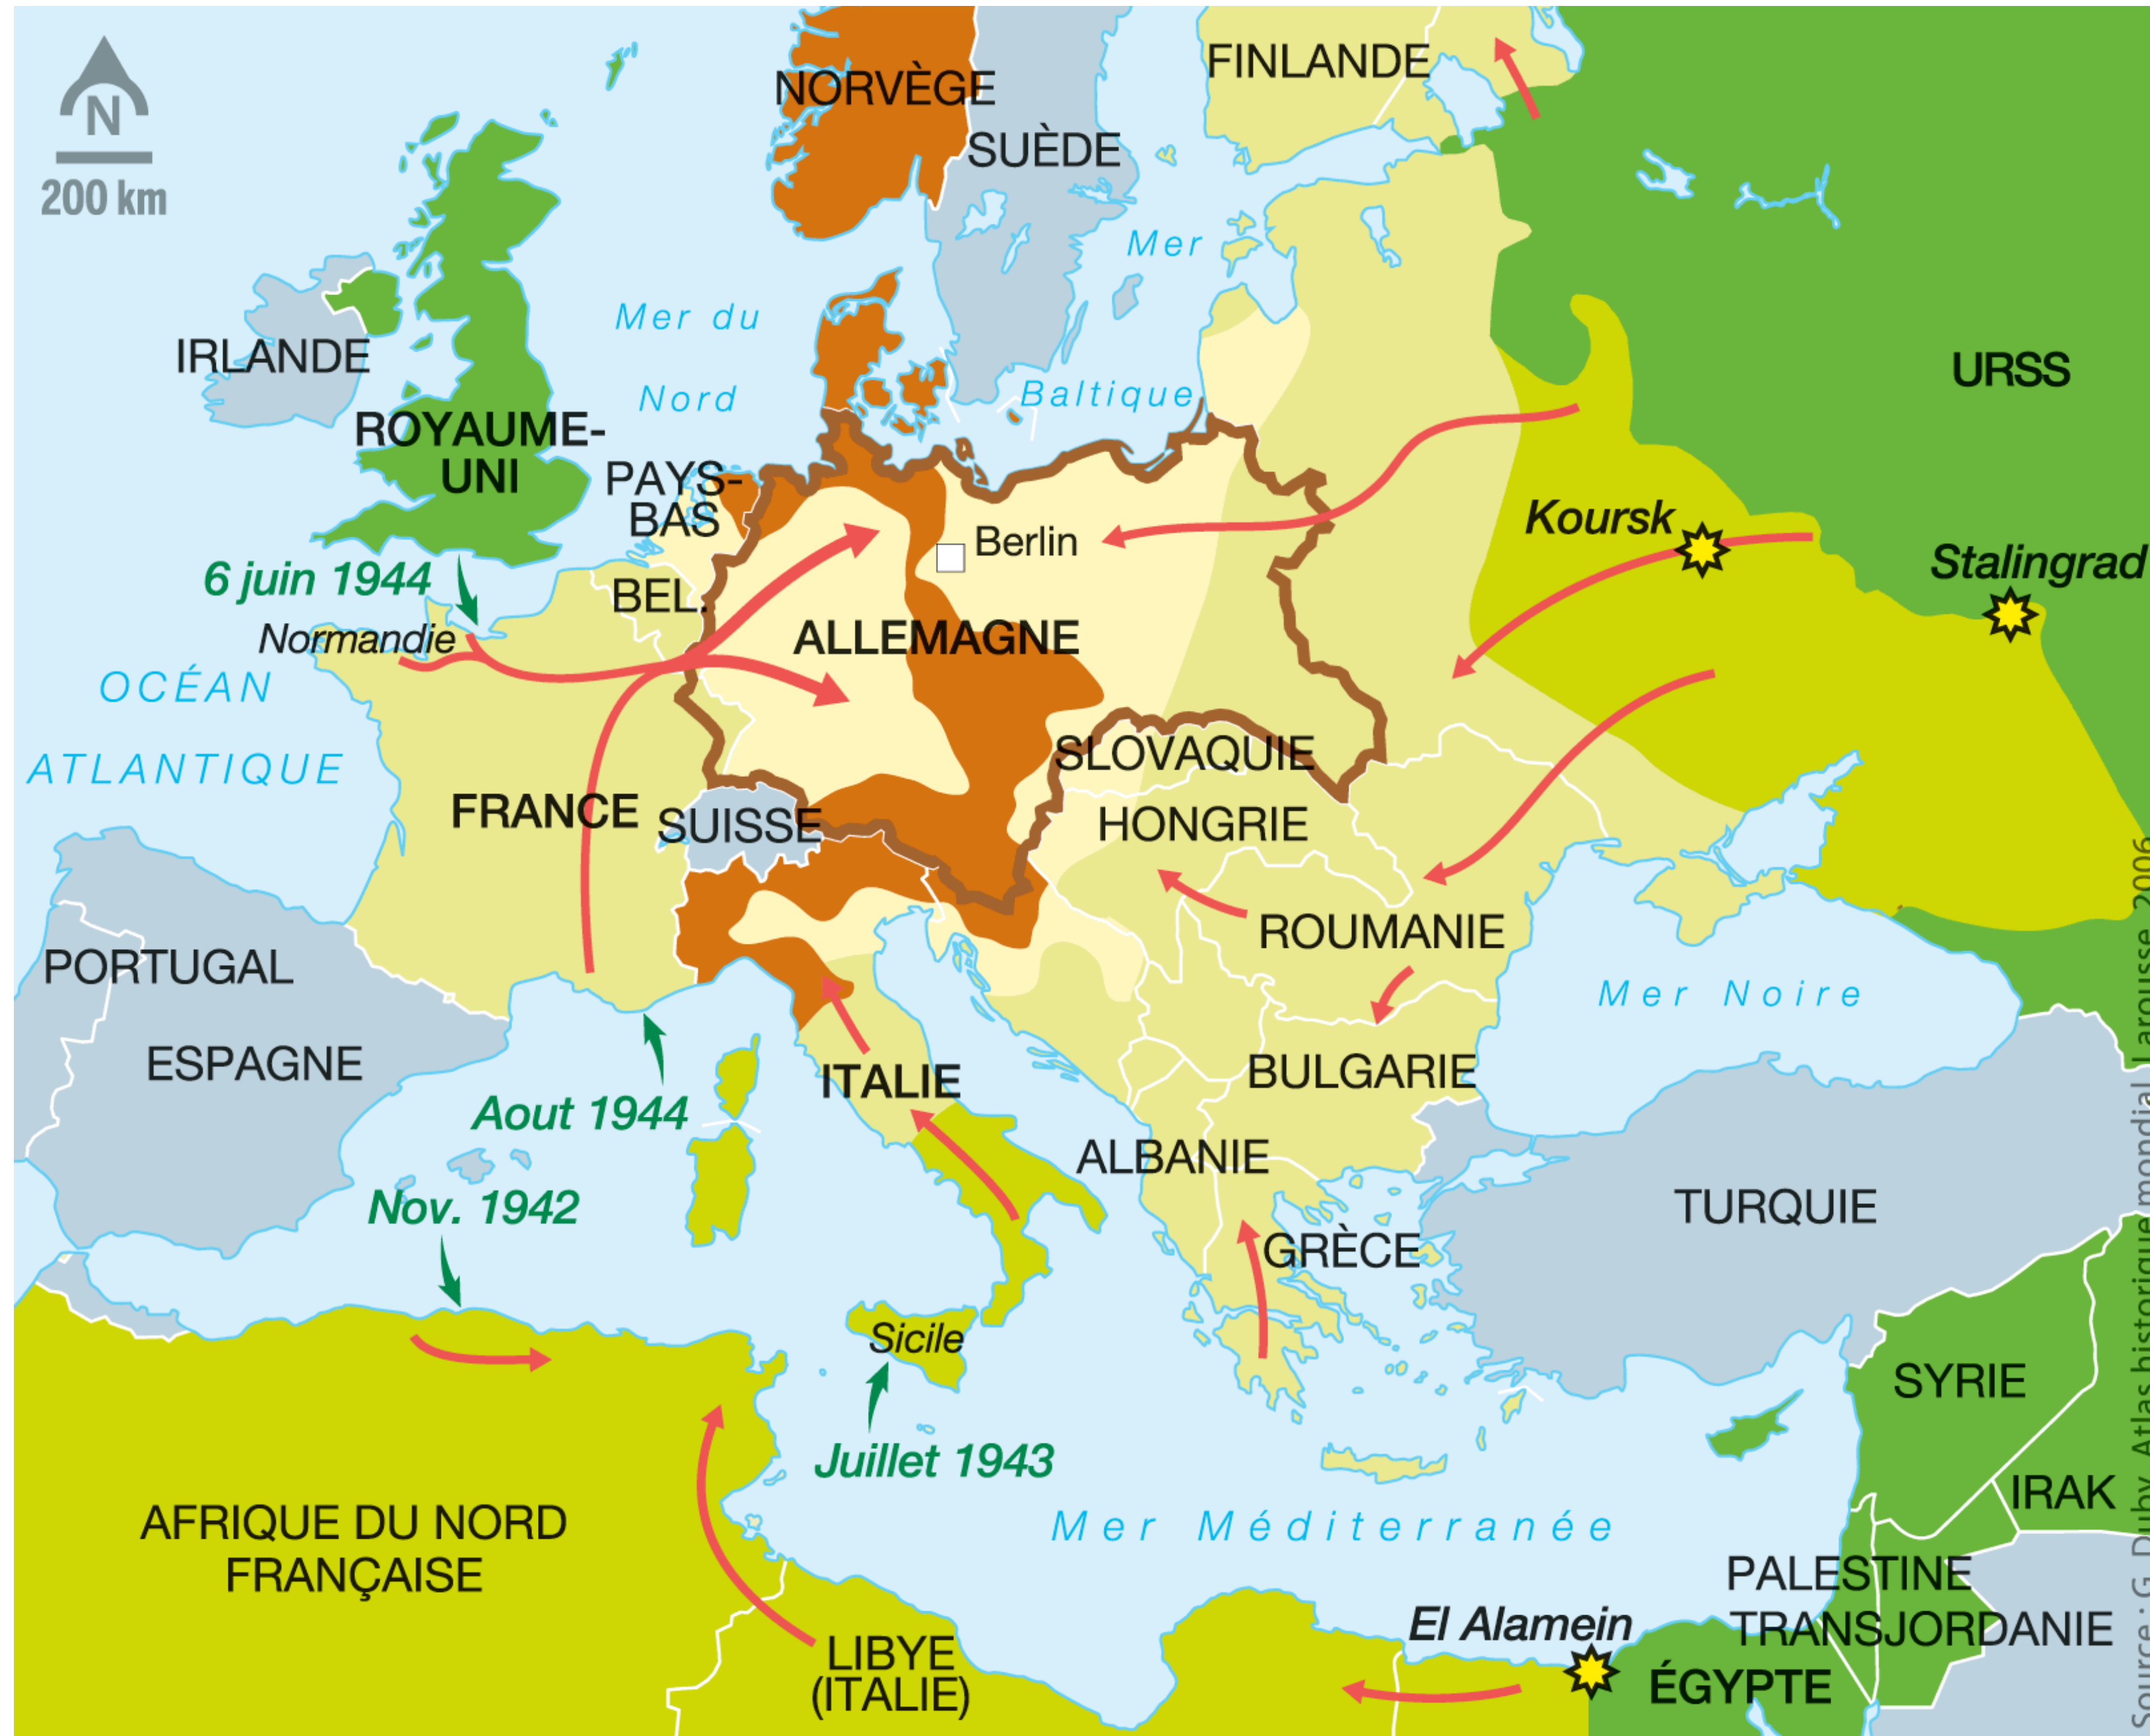 N
200 km
NORVÈGE
FINLANDE
SUÈDE
Mer
Baltique
Mer du
Nord
IRLANDE
ROYAUME-
UNI
URSS
PAYS-
BAS
Berlin
Koursk
Stalingrad
6 juin 1944
Normandie
BEL.
ALLEMAGNE
OCÉAN
ATLANTIQUE
SLOVAQUIE
FRANCE
SUISSE
HONGRIE
ROUMANIE
PORTUGAL
ESPAGNE
Mer Noire
ITALIE
BULGARIE
Aout 1944
ALBANIE
Nov. 1942
TURQUIE
GRÈCE
Sicile
SYRIE
Juillet 1943
IRAK
AFRIQUE DU NORD
FRANÇAISE
Mer Méditerranée
PALESTINE
TRANSJORDANIE
El Alamein
ÉGYPTE
LIBYE
(ITALIE)
Source : G. Duby, Atlas historique mondial, Larousse, 2006